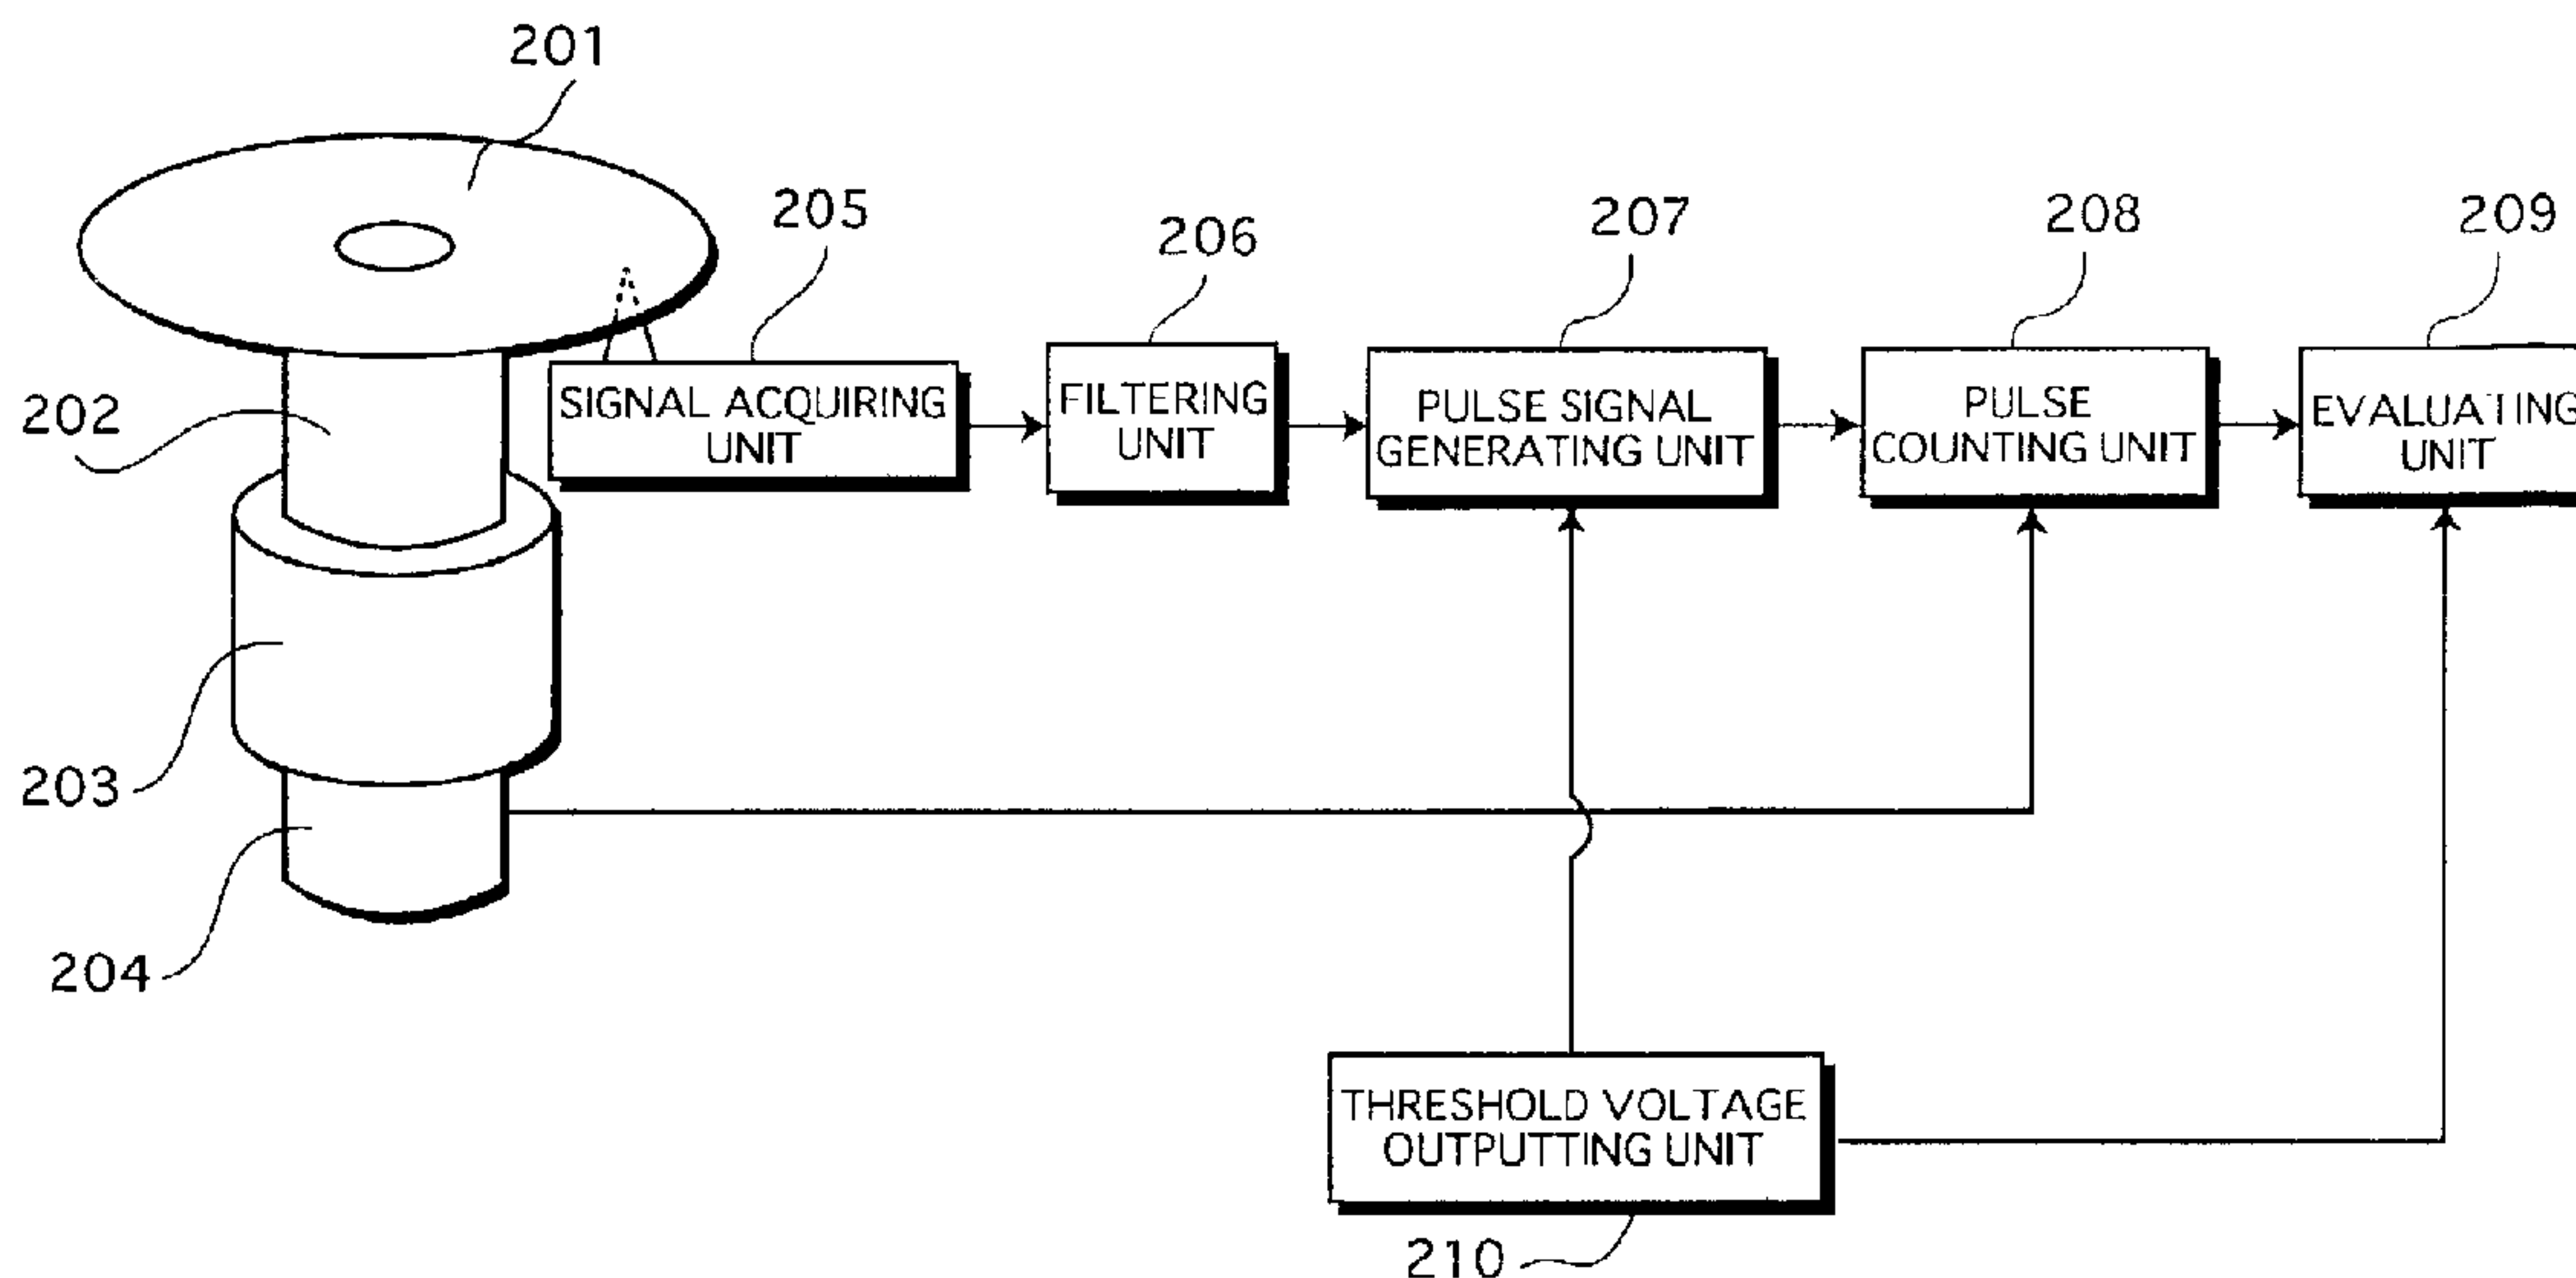 201
205
206
207
208
209
202
SIGNAL ACQUIRING
UNIT
FILTERING
UNIT
PULSE SIGNAL
GENERATING UNIT
PULSE
COUNTING UNIT
EVALUATING
UNIT
203
204
THRESHOLD VOLTAGE
OUTPUTTING UNIT
210